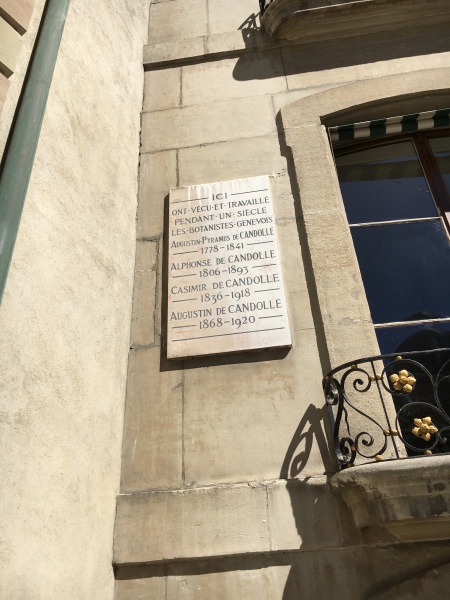 ICI
ONT·VÉCU·ET·TRAVAILLÉ
PENDANT·UN·SIÈCLE
LES·BOTANISTES·GENEVOIS
AUGUSTIN-PYRAMUS DE CANDOLLE
1778-1841
ALPHONSE DE CANDOLLE
1806-1893
CASIMIR DE CANDOLLE
1836-1918
AUGUSTIN DE CANDOLLE
1868-1920